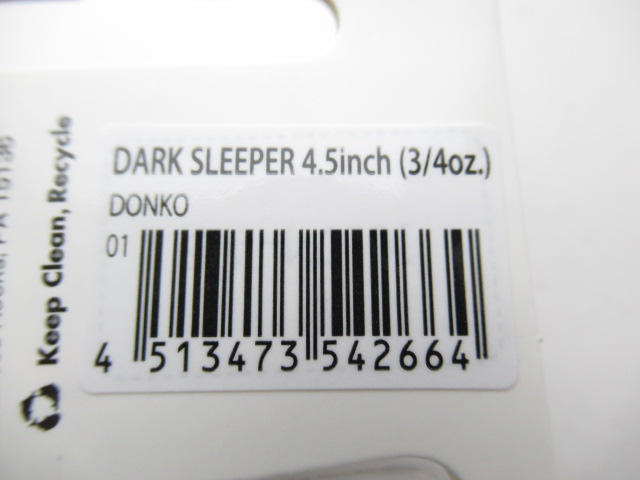 DARK SLEEPER 4.5inch (3/4oz.)
DONKO
01
4 513473 542664
Keep Clean, Recycle